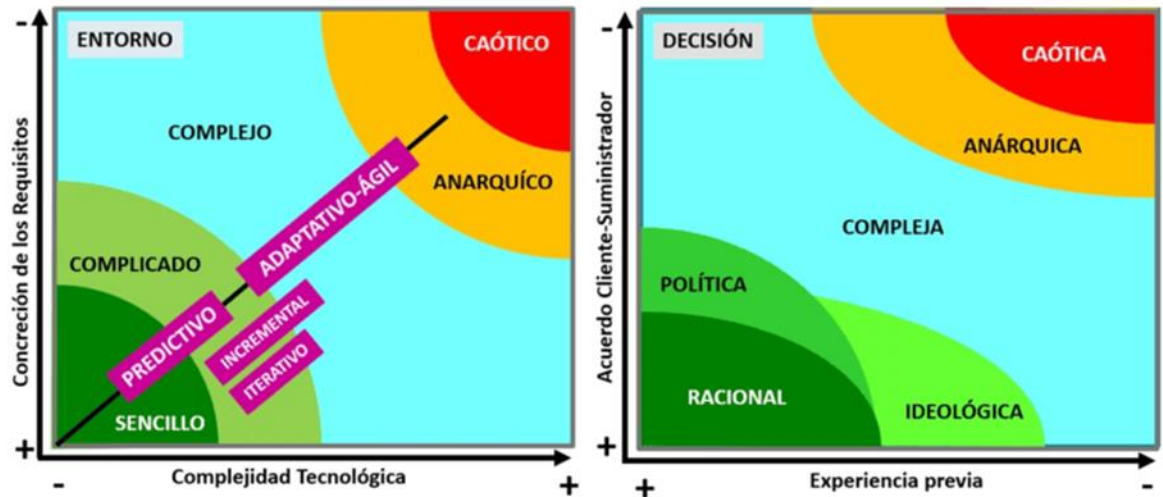 -
ENTORNO
CAÓTICO
COMPLEJO
ANARQUÍCO
ADAPTATIVO-ÁGIL
COMPLICADO
PREDICTIVO
INCREMENTAL
ITERATIVO
SENCILLO
Concreción de los Requisitos
+
-
Complejidad Tecnológica
+
-
DECISIÓN
CAÓTICA
ANÁRQUICA
COMPLEJA
POLÍTICA
RACIONAL
IDEOLÓGICA
Acuerdo Cliente-Suministrador
+
+
Experiencia previa
-